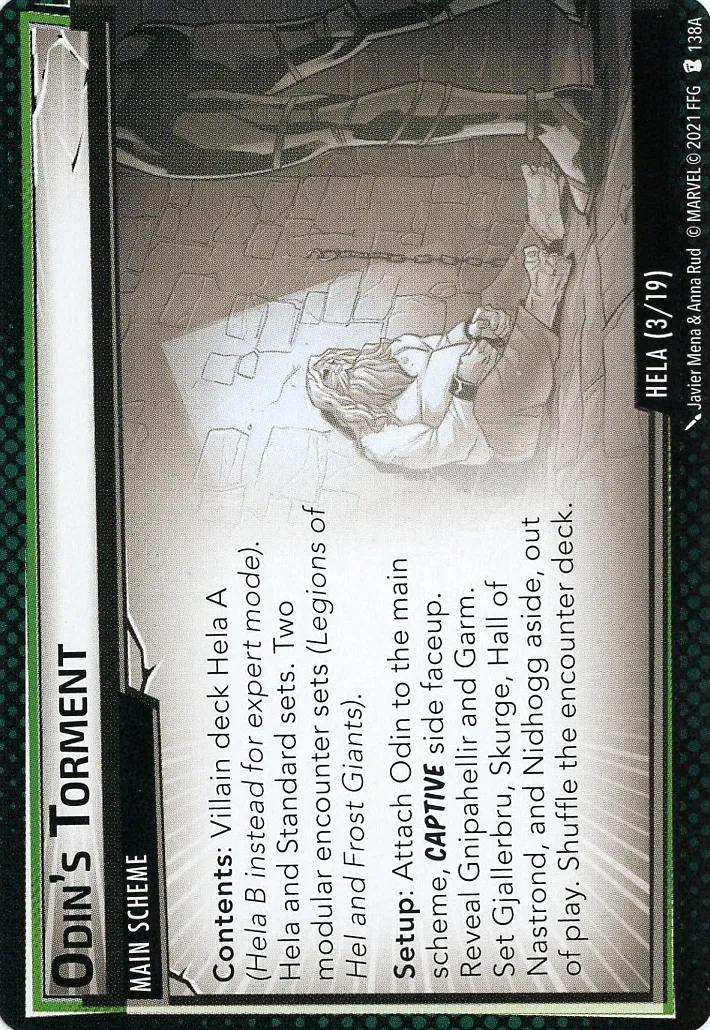 ODIN'S TORMENT
MAIN SCHEME
Contents: Villain deck Hela A
(Hela B instead for expert mode).
Hela and Standard sets. Two
modular encounter sets (Legions of
Hel and Frost Giants).
Setup: Attach Odin to the main
scheme, CAPTIVE side faceup.
Reveal Gnipahellir and Garm.
Set Gjallerbru, Skurge, Hall of
Nastrond, and Nidhogg aside, out
of play. Shuffle the encounter deck.
HELA (3/19)
Javier Mena & Anna Rud © MARVEL © 2021 FFG 138A